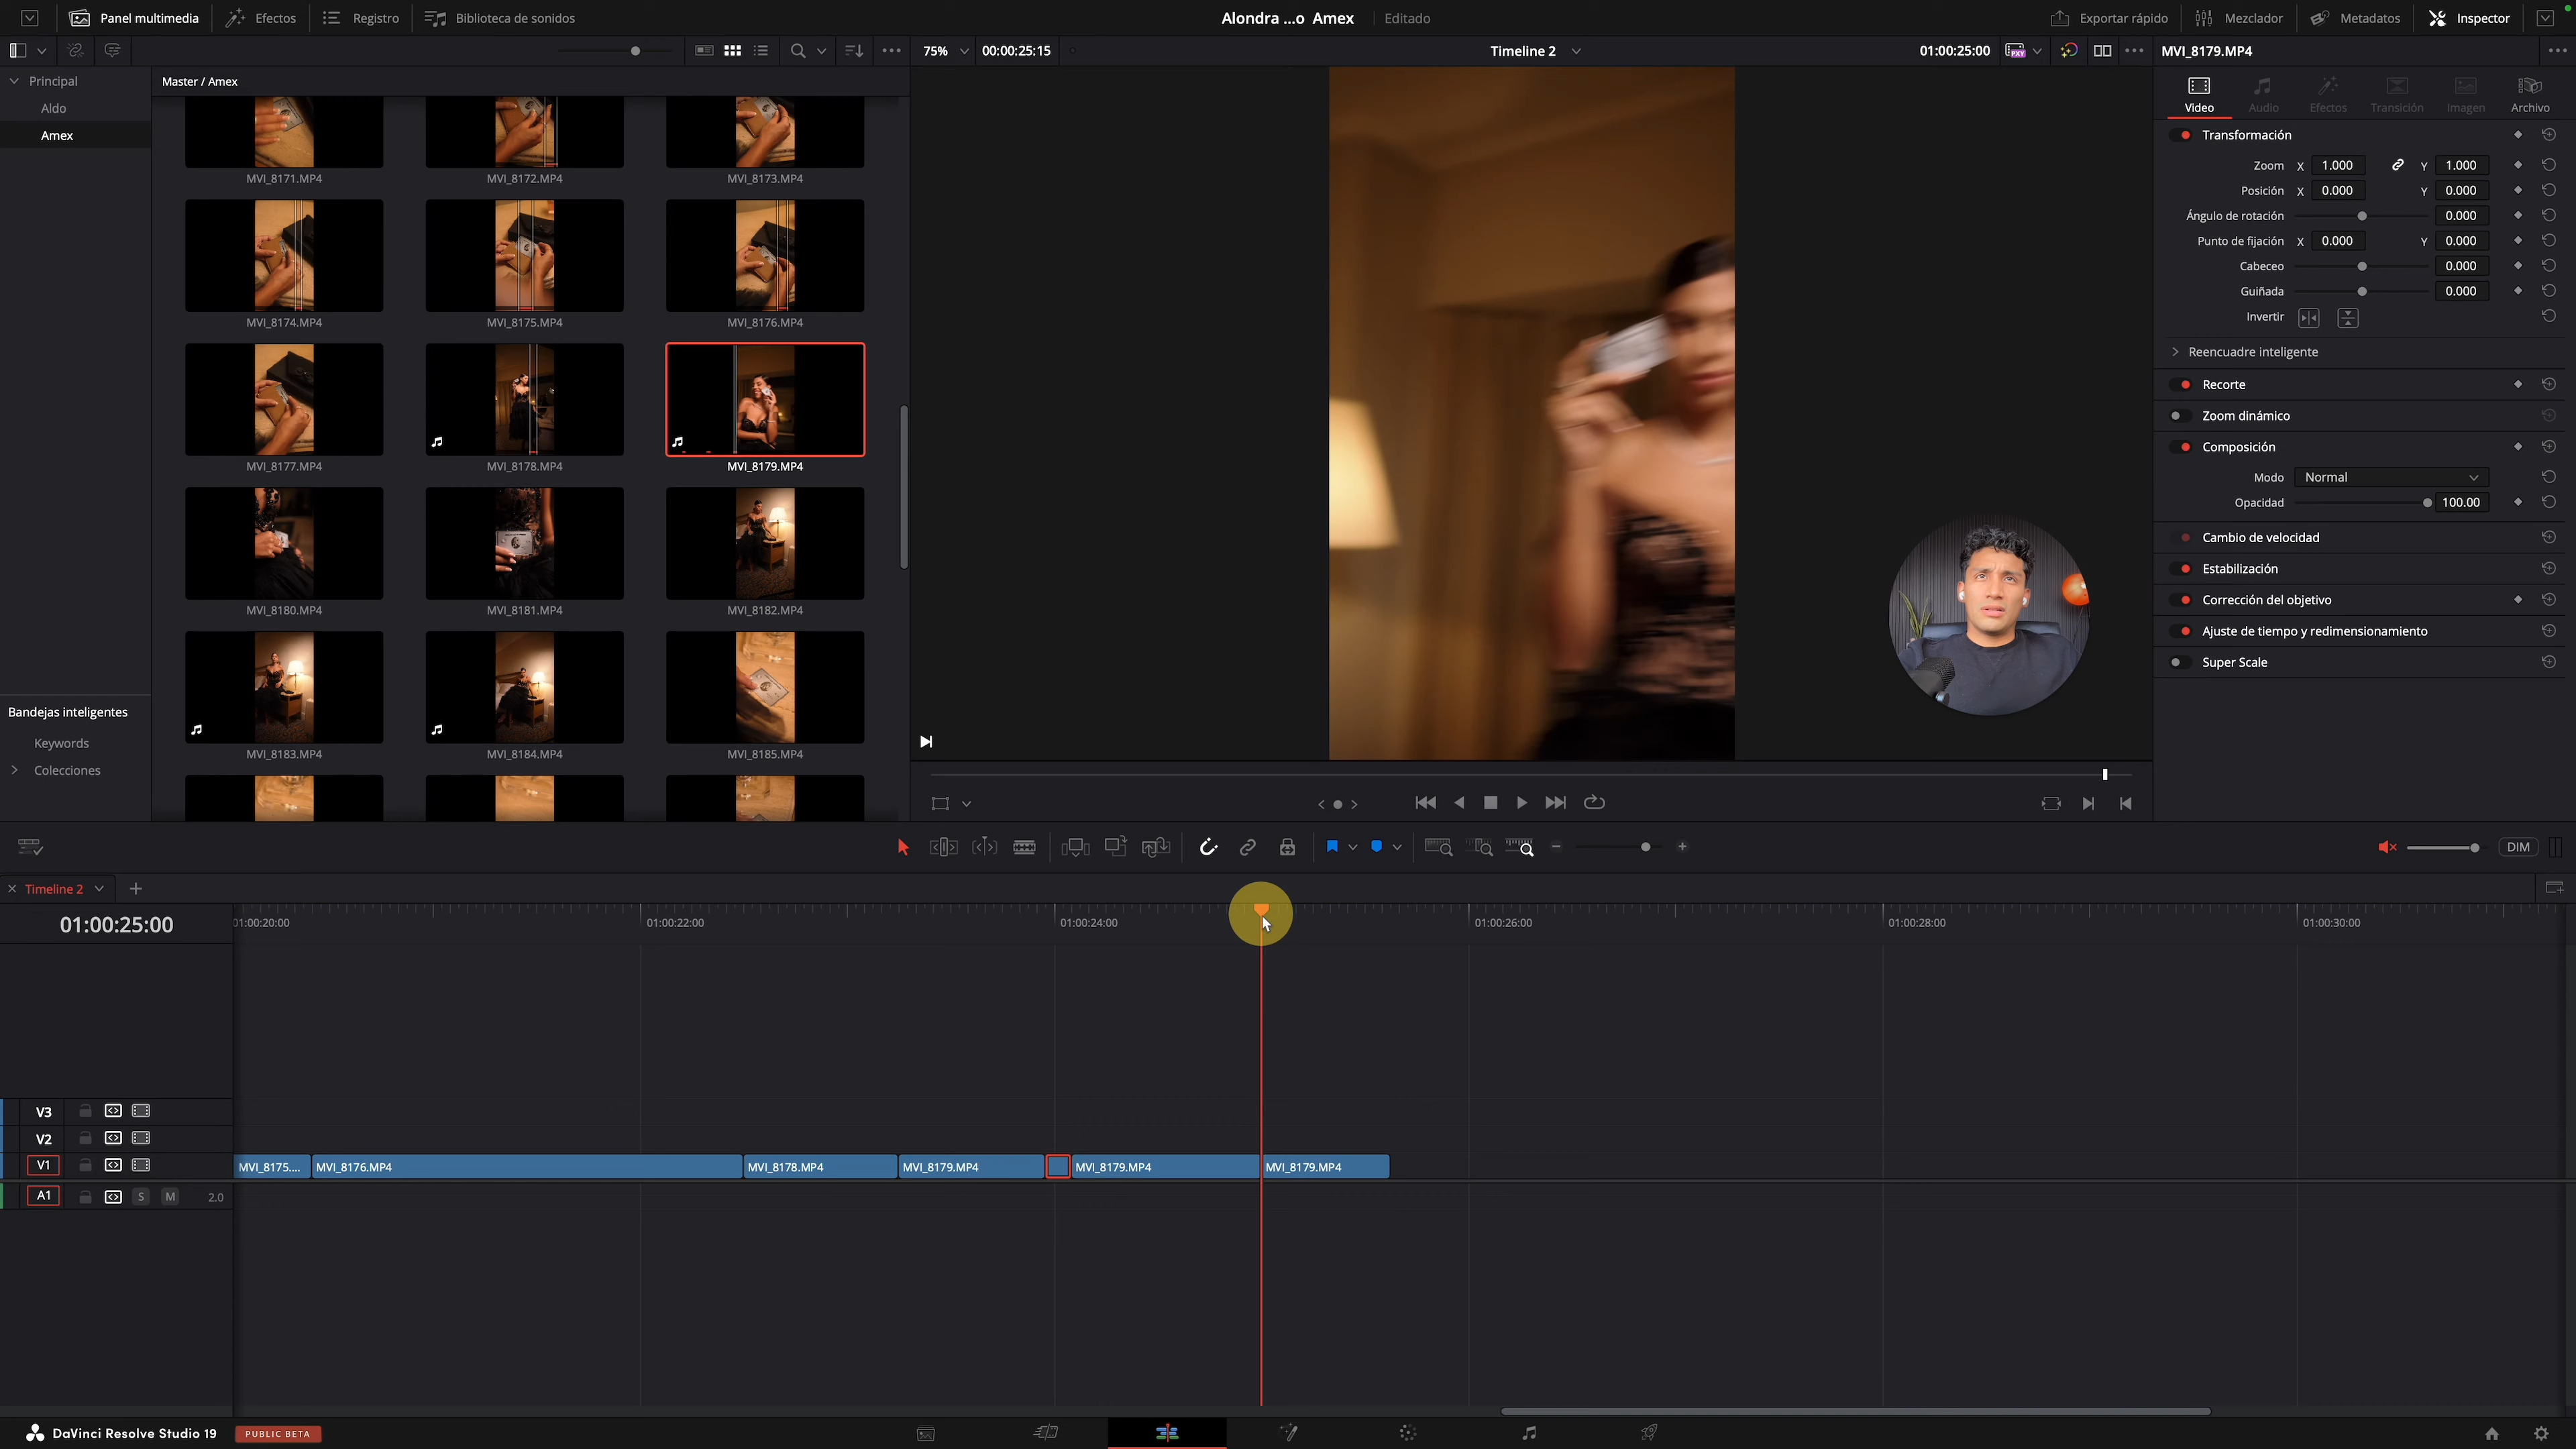 Panel multimedia
Efectos
Registro
Biblioteca de sonidos
Alondra ...o Amex
Editado
Exportar rápido
Mezclador
Metadatos
Inspector
75%
00:00:25:15
Timeline 2
01:00:25:00
MVI_8179.MP4
Principal
Aldo
Amex
Master / Amex
MVI_8171.MP4
MVI_8172.MP4
MVI_8173.MP4
MVI_8174.MP4
MVI_8175.MP4
MVI_8176.MP4
MVI_8177.MP4
MVI_8178.MP4
MVI_8179.MP4
MVI_8180.MP4
MVI_8181.MP4
MVI_8182.MP4
MVI_8183.MP4
MVI_8184.MP4
MVI_8185.MP4
Bandejas inteligentes
Keywords
Colecciones
Video
Audio
Efectos
Transición
Imagen
Archivo
Transformación
Zoom X 1.000 Y 1.000
Posición X 0.000 Y 0.000
Ángulo de rotación 0.000
Punto de fijación X 0.000 Y 0.000
Cabeceo 0.000
Guiñada 0.000
Invertir
Reencuadre inteligente
Recorte
Zoom dinámico
Composición
Modo Normal
Opacidad 100.00
Cambio de velocidad
Estabilización
Corrección del objetivo
Ajuste de tiempo y redimensionamiento
Super Scale
DIM
Timeline 2
01:00:25:00
01:00:20:00
01:00:22:00
01:00:24:00
01:00:26:00
01:00:28:00
01:00:30:00
V3
V2
V1
MVI_8175....
MVI_8176.MP4
MVI_8178.MP4
MVI_8179.MP4
MVI_8179.MP4
MVI_8179.MP4
A1
S
M
2.0
DaVinci Resolve Studio 19
PUBLIC BETA